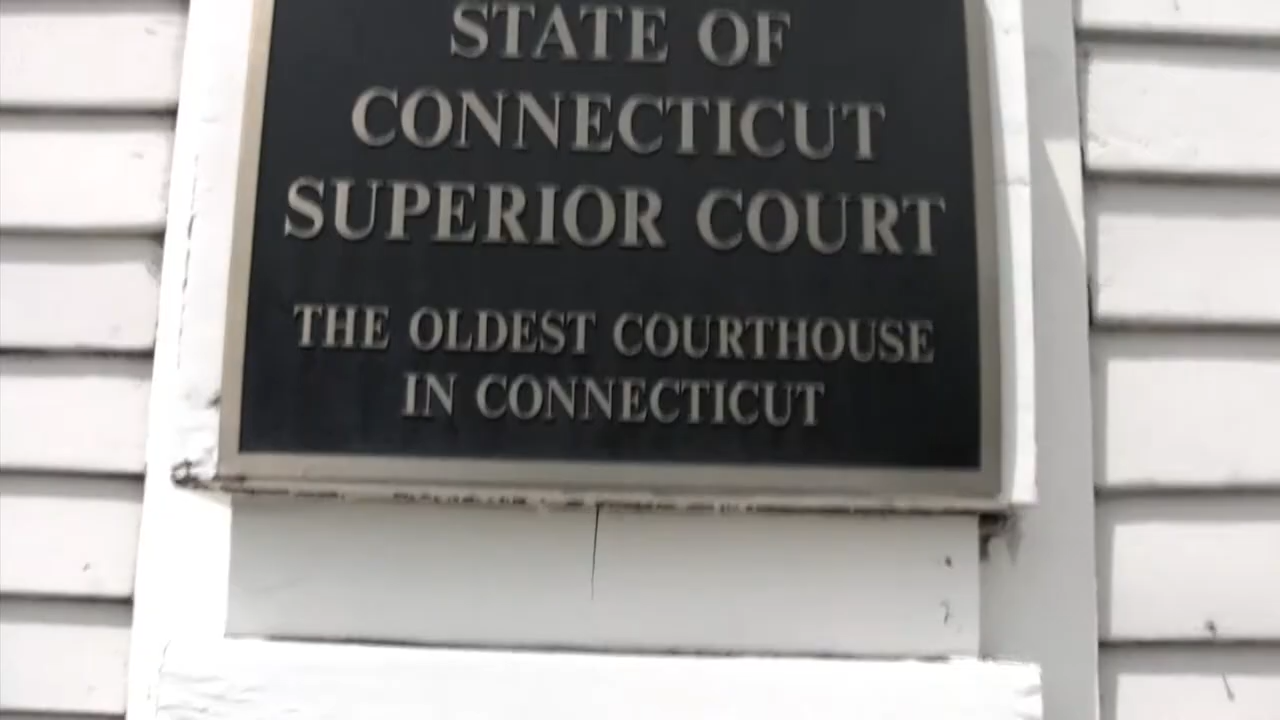 STATE OF
CONNECTICUT
SUPERIOR COURT
THE OLDEST COURTHOUSE
IN CONNECTICUT